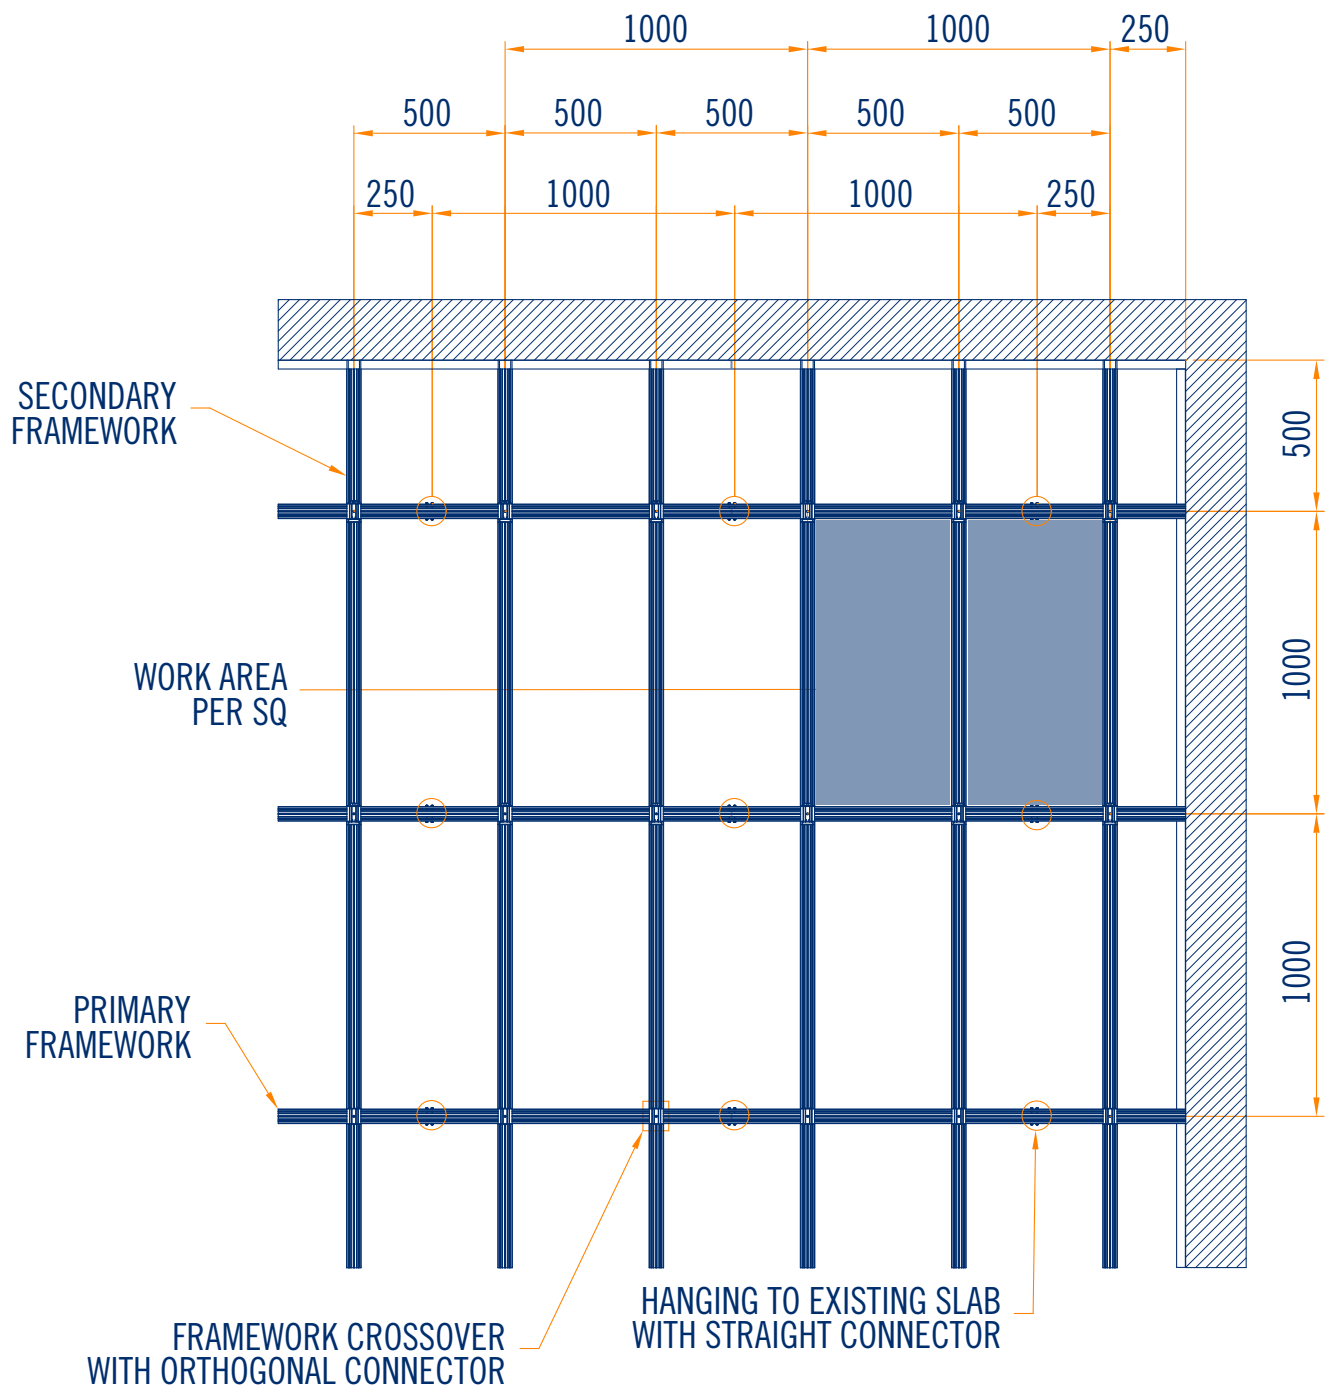 1000
1000
250
500
500
500
500
500
250
1000
1000
250
SECONDARY
FRAMEWORK
500
WORK AREA
PER SQ
1000
1000
PRIMARY
FRAMEWORK
HANGING TO EXISTING SLAB
WITH STRAIGHT CONNECTOR
FRAMEWORK CROSSOVER
WITH ORTHOGONAL CONNECTOR